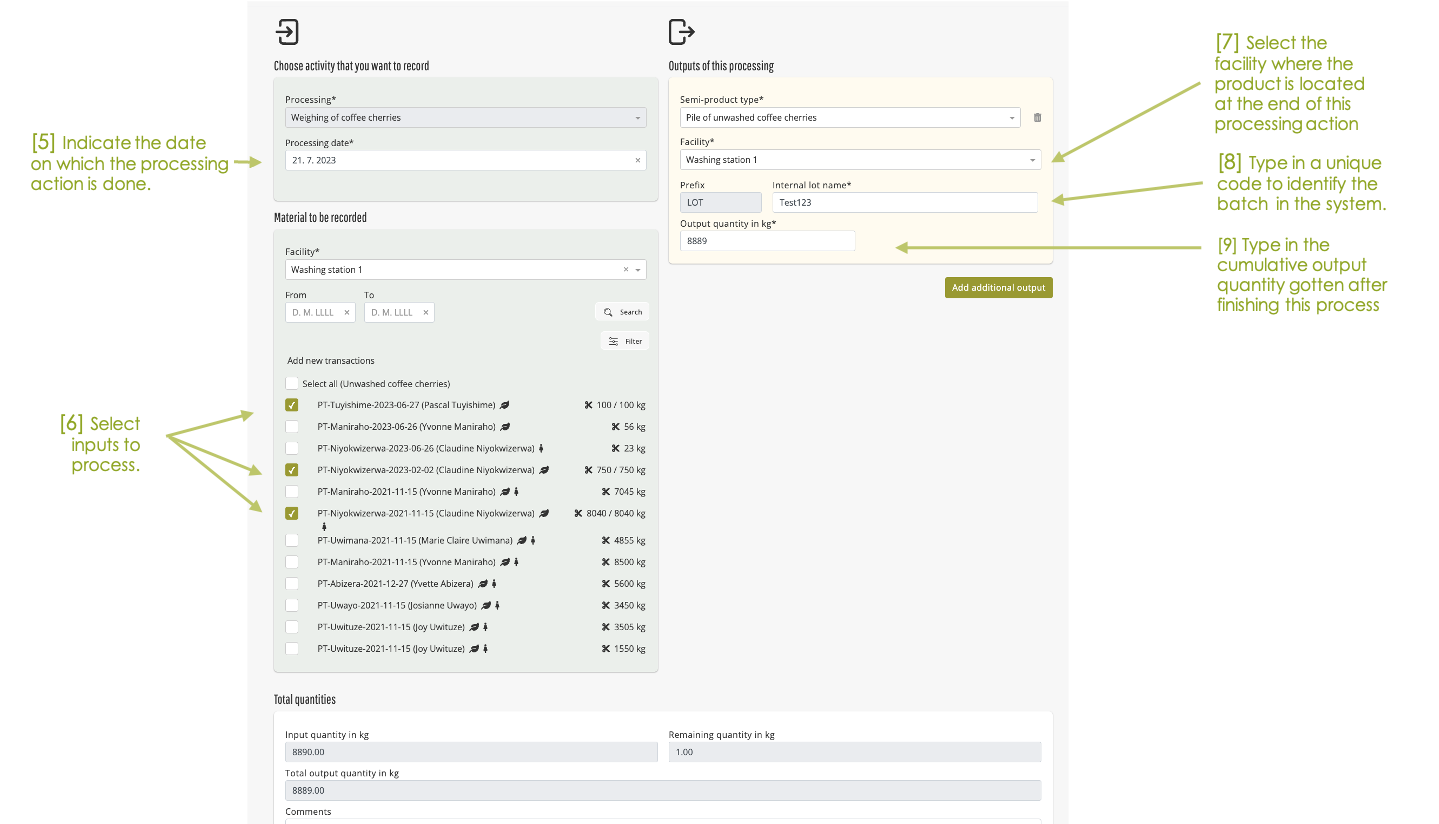 Choose activity that you want to record
Processing*
Weighing of coffee cherries
Processing date*
21. 7. 2023
[5] Indicate the date
on which the processing
action is done.
Material to be recorded
Facility*
Washing station 1
From To
D. M. LLLL D. M. LLLL
Search
Filter
Add new transactions
Select all (Unwashed coffee cherries)
PT-Tuyishime-2023-06-27 (Pascal Tuyishime) 100 / 100 kg
PT-Maniraho-2023-06-26 (Yvonne Maniraho) 56 kg
PT-Niyokwizerwa-2023-06-26 (Claudine Niyokwizerwa) 23 kg
PT-Niyokwizerwa-2023-02-02 (Claudine Niyokwizerwa) 750 / 750 kg
PT-Maniraho-2021-11-15 (Yvonne Maniraho) 7045 kg
PT-Niyokwizerwa-2021-11-15 (Claudine Niyokwizerwa) 8040 / 8040 kg
PT-Uwimana-2021-11-15 (Marie Claire Uwimana) 4855 kg
PT-Maniraho-2021-11-15 (Yvonne Maniraho) 8500 kg
PT-Abizera-2021-12-27 (Yvette Abizera) 5600 kg
PT-Uwayo-2021-11-15 (Josianne Uwayo) 3450 kg
PT-Uwituze-2021-11-15 (Joy Uwituze) 3505 kg
PT-Uwituze-2021-11-15 (Joy Uwituze) 1550 kg
[6] Select
inputs to
process.
Outputs of this processing
Semi-product type*
Pile of unwashed coffee cherries
Facility*
Washing station 1
Prefix Internal lot name*
LOT Test123
Output quantity in kg*
8889
Add additional output
[7] Select the
facility where the
product is located
at the end of this
processing action
[8] Type in a unique
code to identify the
batch in the system.
[9] Type in the
cumulative output
quantity gotten after
finishing this process
Total quantities
Input quantity in kg Remaining quantity in kg
8890.00 1.00
Total output quantity in kg
8889.00
Comments